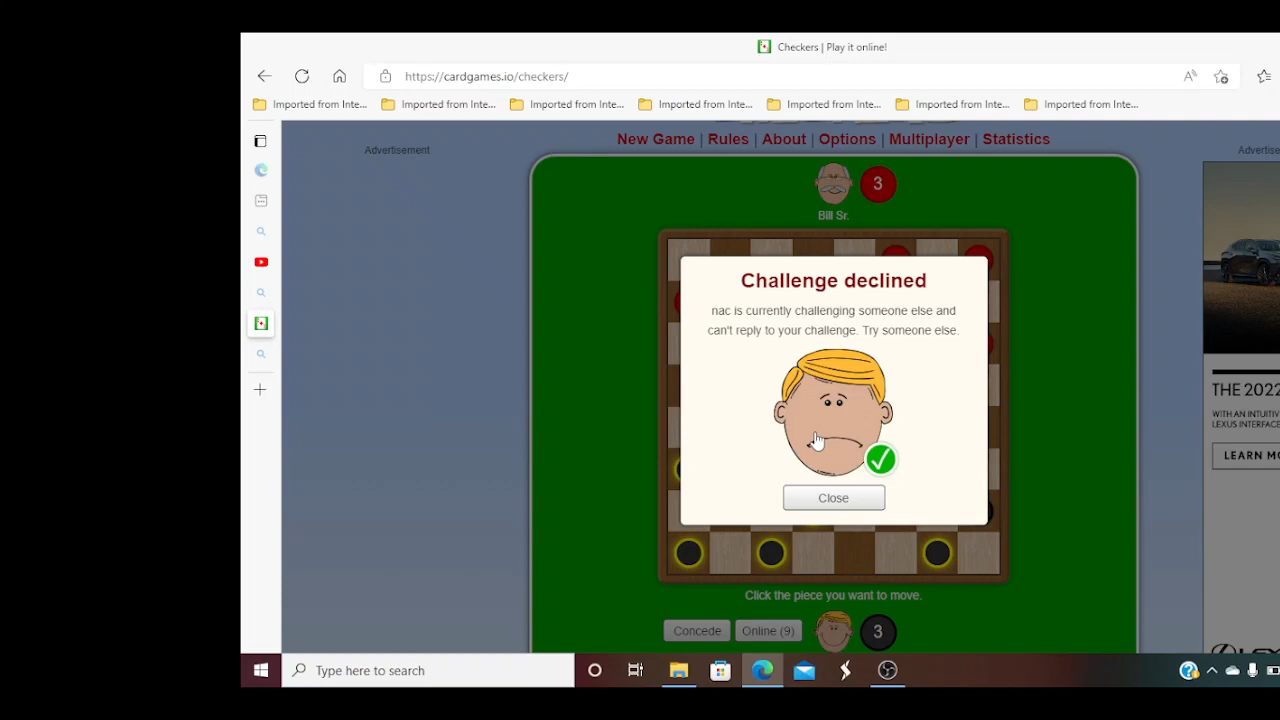 Checkers | Play it online!
https://cardgames.io/checkers/
Imported from Inte... Imported from Inte... Imported from Inte... Imported from Inte... Imported from Inte... Imported from Inte... Imported from Inte...
New Game | Rules | About | Options | Multiplayer | Statistics
Advertisement
Advertise
3
Bill Sr.
Challenge declined
nac is currently challenging someone else and
can't reply to your challenge. Try someone else.
Close
THE 2022
WITH AN INTUITIV
LEXUS INTERFACE
LEARN MO
Click the piece you want to move.
Concede
Online (9)
3
Type here to search